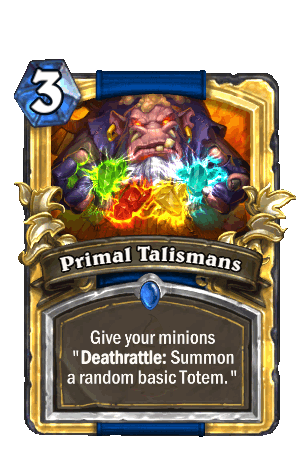 3
Primal Talismans
Give your minions
"Deathrattle: Summon
a random basic Totem."